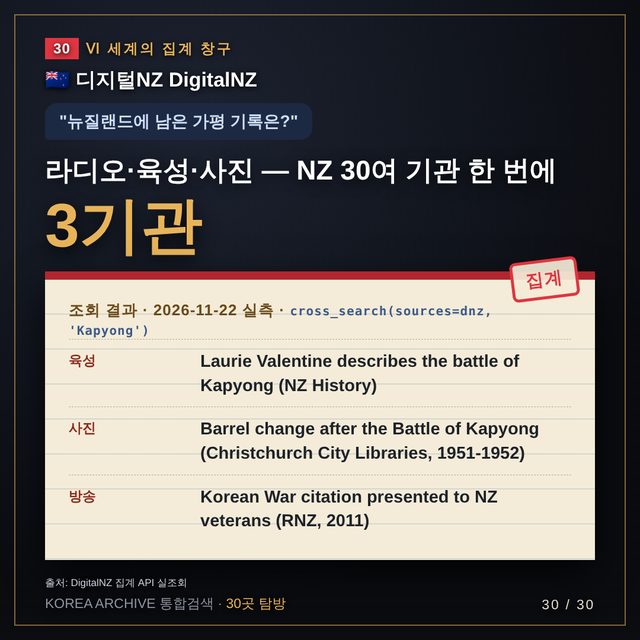 30 VI 세계의 집계 창구
디지털NZ DigitalNZ
"뉴질랜드에 남은 가평 기록은?"
라디오·육성·사진 — NZ 30여 기관 한 번에
3기관
집계
조회 결과 · 2026-11-22 실측 · cross_search(sources=dnz,
'Kapyong')
육성
Laurie Valentine describes the battle of
Kapyong (NZ History)
사진
Barrel change after the Battle of Kapyong
(Christchurch City Libraries, 1951-1952)
방송
Korean War citation presented to NZ
veterans (RNZ, 2011)
출처: DigitalNZ 집계 API 실조회
KOREA ARCHIVE 통합검색 · 30곳 탐방
30 / 30